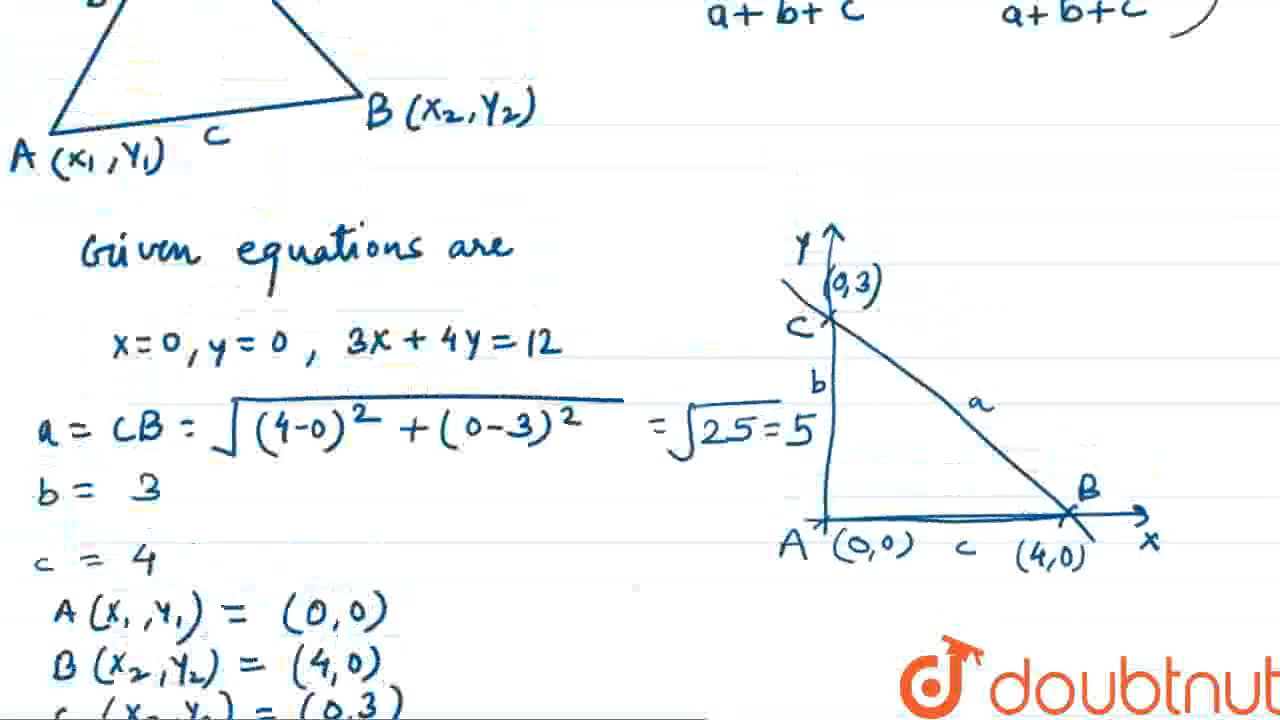 b
a+b+c
a+b+c
A (x₁, y₁)
c
B (x₂, y₂)
Given equations are
x=0, y=0, 3x+4y=12
a = CB = √(4-0)² + (0-3)² = √25 = 5
b = 3
c = 4
A (x₁, y₁) = (0,0)
B (x₂, y₂) = (4,0)
= (0,3)
y
(0,3)
C
b
a
B
A (0,0) c (4,0) x
doubtnut